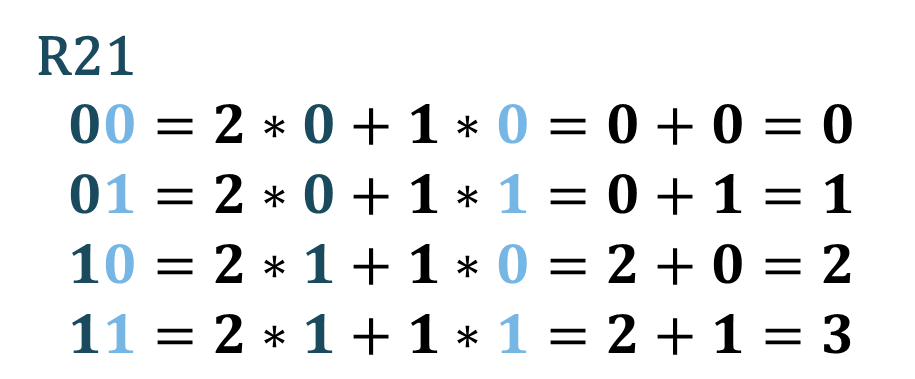 R21
00 = 2 * 0 + 1 * 0 = 0 + 0 = 0
01 = 2 * 0 + 1 * 1 = 0 + 1 = 1
10 = 2 * 1 + 1 * 0 = 2 + 0 = 2
11 = 2 * 1 + 1 * 1 = 2 + 1 = 3